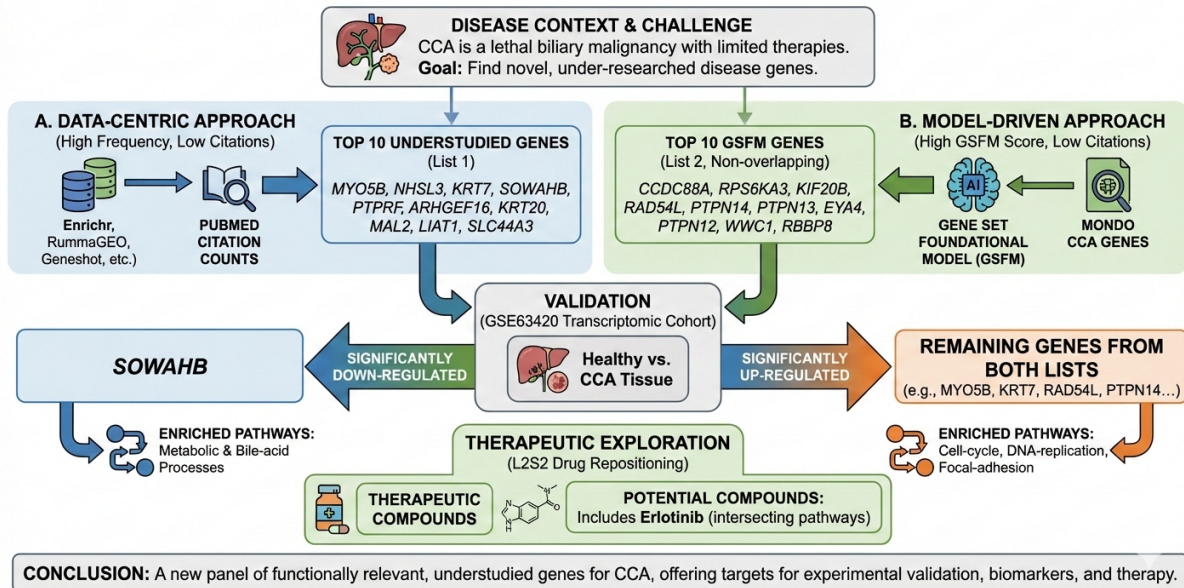 DISEASE CONTEXT & CHALLENGE
CCA is a lethal biliary malignancy with limited therapies.
Goal: Find novel, under-researched disease genes.
A. DATA-CENTRIC APPROACH
(High Frequency, Low Citations)
Enrichr,
RummaGEO,
Geneshot, etc.)
PUBMED
CITATION
COUNTS
TOP 10 UNDERSTUDIED GENES
(List 1)
MYO5B, NHSL3, KRT7, SOWAHB,
PTPRF, ARHGEF16, KRT20,
MAL2, LIAT1, SLC44A3
TOP 10 GSFM GENES
(List 2, Non-overlapping)
CCDC88A, RPS6KA3, KIF20B,
RAD54L, PTPN14, PTPN13, EYA4,
PTPN12, WWC1, RBBP8
B. MODEL-DRIVEN APPROACH
(High GSFM Score, Low Citations)
AI
GENE SET
FOUNDATIONAL
MODEL (GSFM)
MONDO
CCA GENES
VALIDATION
(GSE63420 Transcriptomic Cohort)
Healthy vs.
CCA Tissue
SOWAHB
SIGNIFICANTLY
DOWN-REGULATED
SIGNIFICANTLY
UP-REGULATED
REMAINING GENES FROM
BOTH LISTS
(e.g., MYO5B, KRT7, RAD54L, PTPN14…)
ENRICHED PATHWAYS:
Metabolic & Bile-acid
Processes
ENRICHED PATHWAYS:
Cell-cycle, DNA-replication,
Focal-adhesion
THERAPEUTIC EXPLORATION
(L2S2 Drug Repositioning)
THERAPEUTIC
COMPOUNDS
POTENTIAL COMPOUNDS:
Includes Erlotinib (intersecting pathways)
CONCLUSION: A new panel of functionally relevant, understudied genes for CCA, offering targets for experimental validation, biomarkers, and therapy.